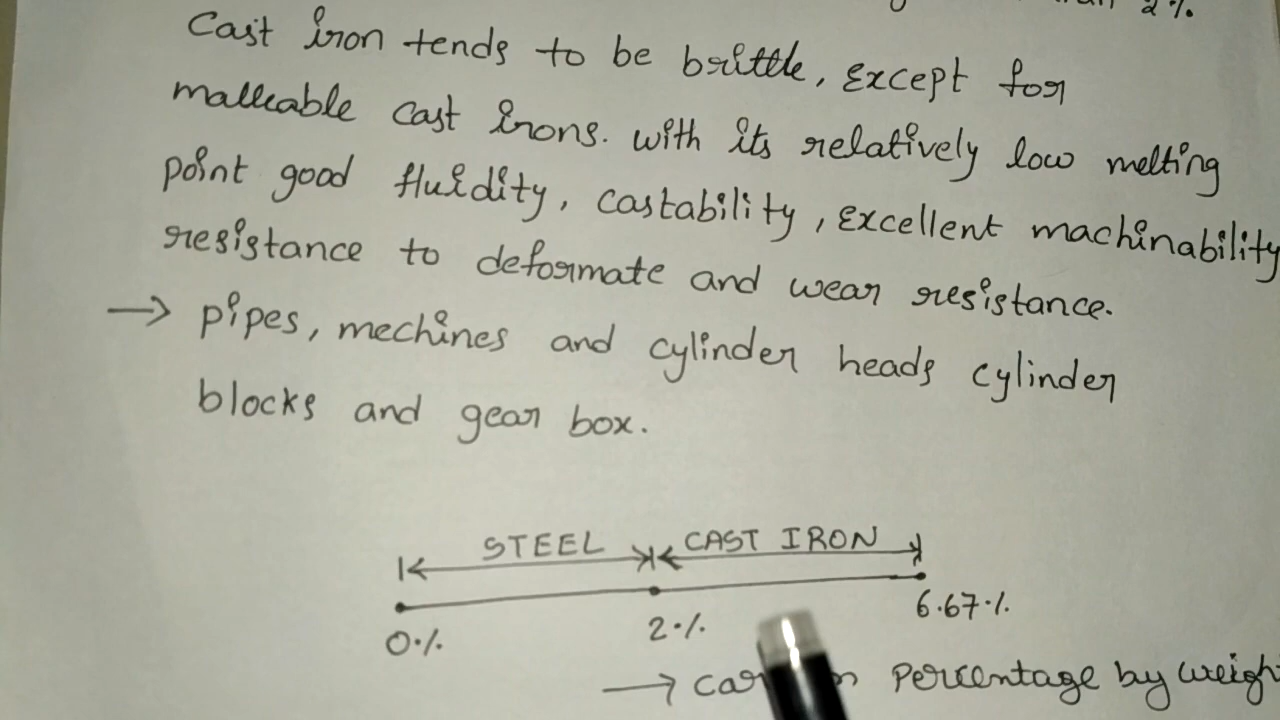 2%.
Cast iron tends to be brittle, except for
malleable cast irons. with its relatively low melting
point good fluidity, castability, excellent machinability
resistance to deformate and wear resistance.
→ pipes, mechines and cylinder heads cylinder
blocks and gear box.
STEEL CAST IRON
0% 2% 6.67%
→ percentage by weigh